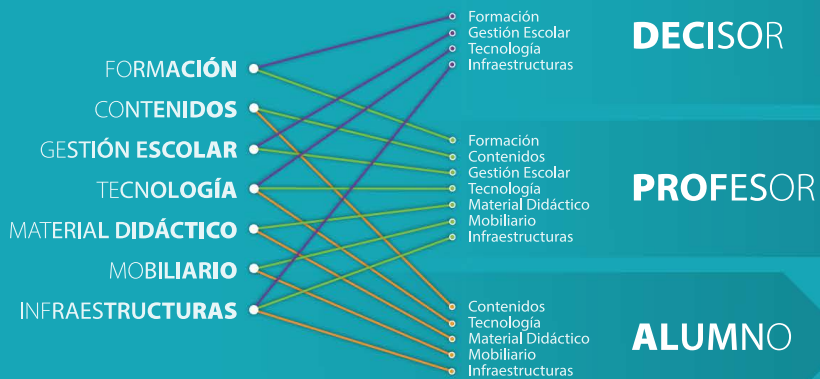 FORMACIÓN
CONTENIDOS
GESTIÓN ESCOLAR
TECNOLOGÍA
MATERIAL DIDÁCTICO
MOBILIARIO
INFRAESTRUCTURAS
Formación
Gestión Escolar
Tecnología
Infraestructuras
DECISOR
Formación
Contenidos
Gestión Escolar
Tecnología
Material Didáctico
Mobiliario
Infraestructuras
PROFESOR
Contenidos
Tecnología
Material Didáctico
Mobiliario
Infraestructuras
ALUMNO